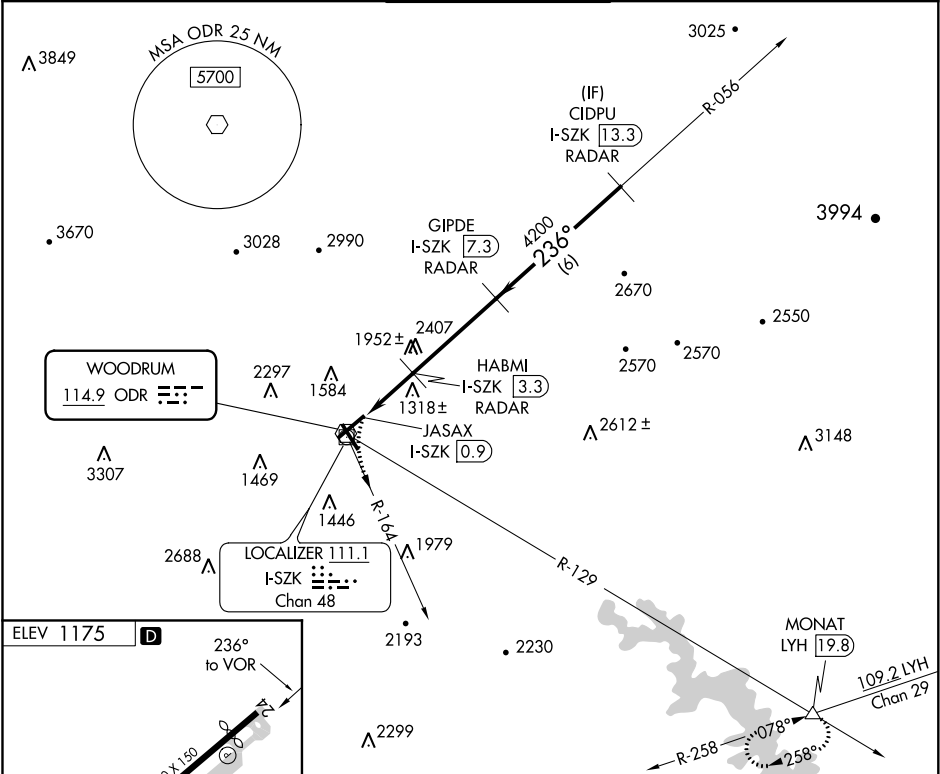 MSA ODR 25 NM
5700
3849
3025
R-056
(IF)
CIDPU
I-SZK 13.3
RADAR
3994
GIPDE
I-SZK 7.3
RADAR
4200
236°
(6)
3670
3028
2990
2670
2550
1952 ±
2407
2570
2570
WOODRUM
114.9 ODR
2297
1584
HABMI
I-SZK 3.3
RADAR
1318 ±
JASAX
I-SZK 0.9
2612 ±
3148
3307
1469
1446
R-164
2688
LOCALIZER 111.1
I-SZK
Chan 48
1979
R-129
2193
2230
ELEV 1175
D
236°
to VOR
24
X 150
P
2299
MONAT
LYH 19.8
109.2 LYH
Chan 29
R-258
078°
258°